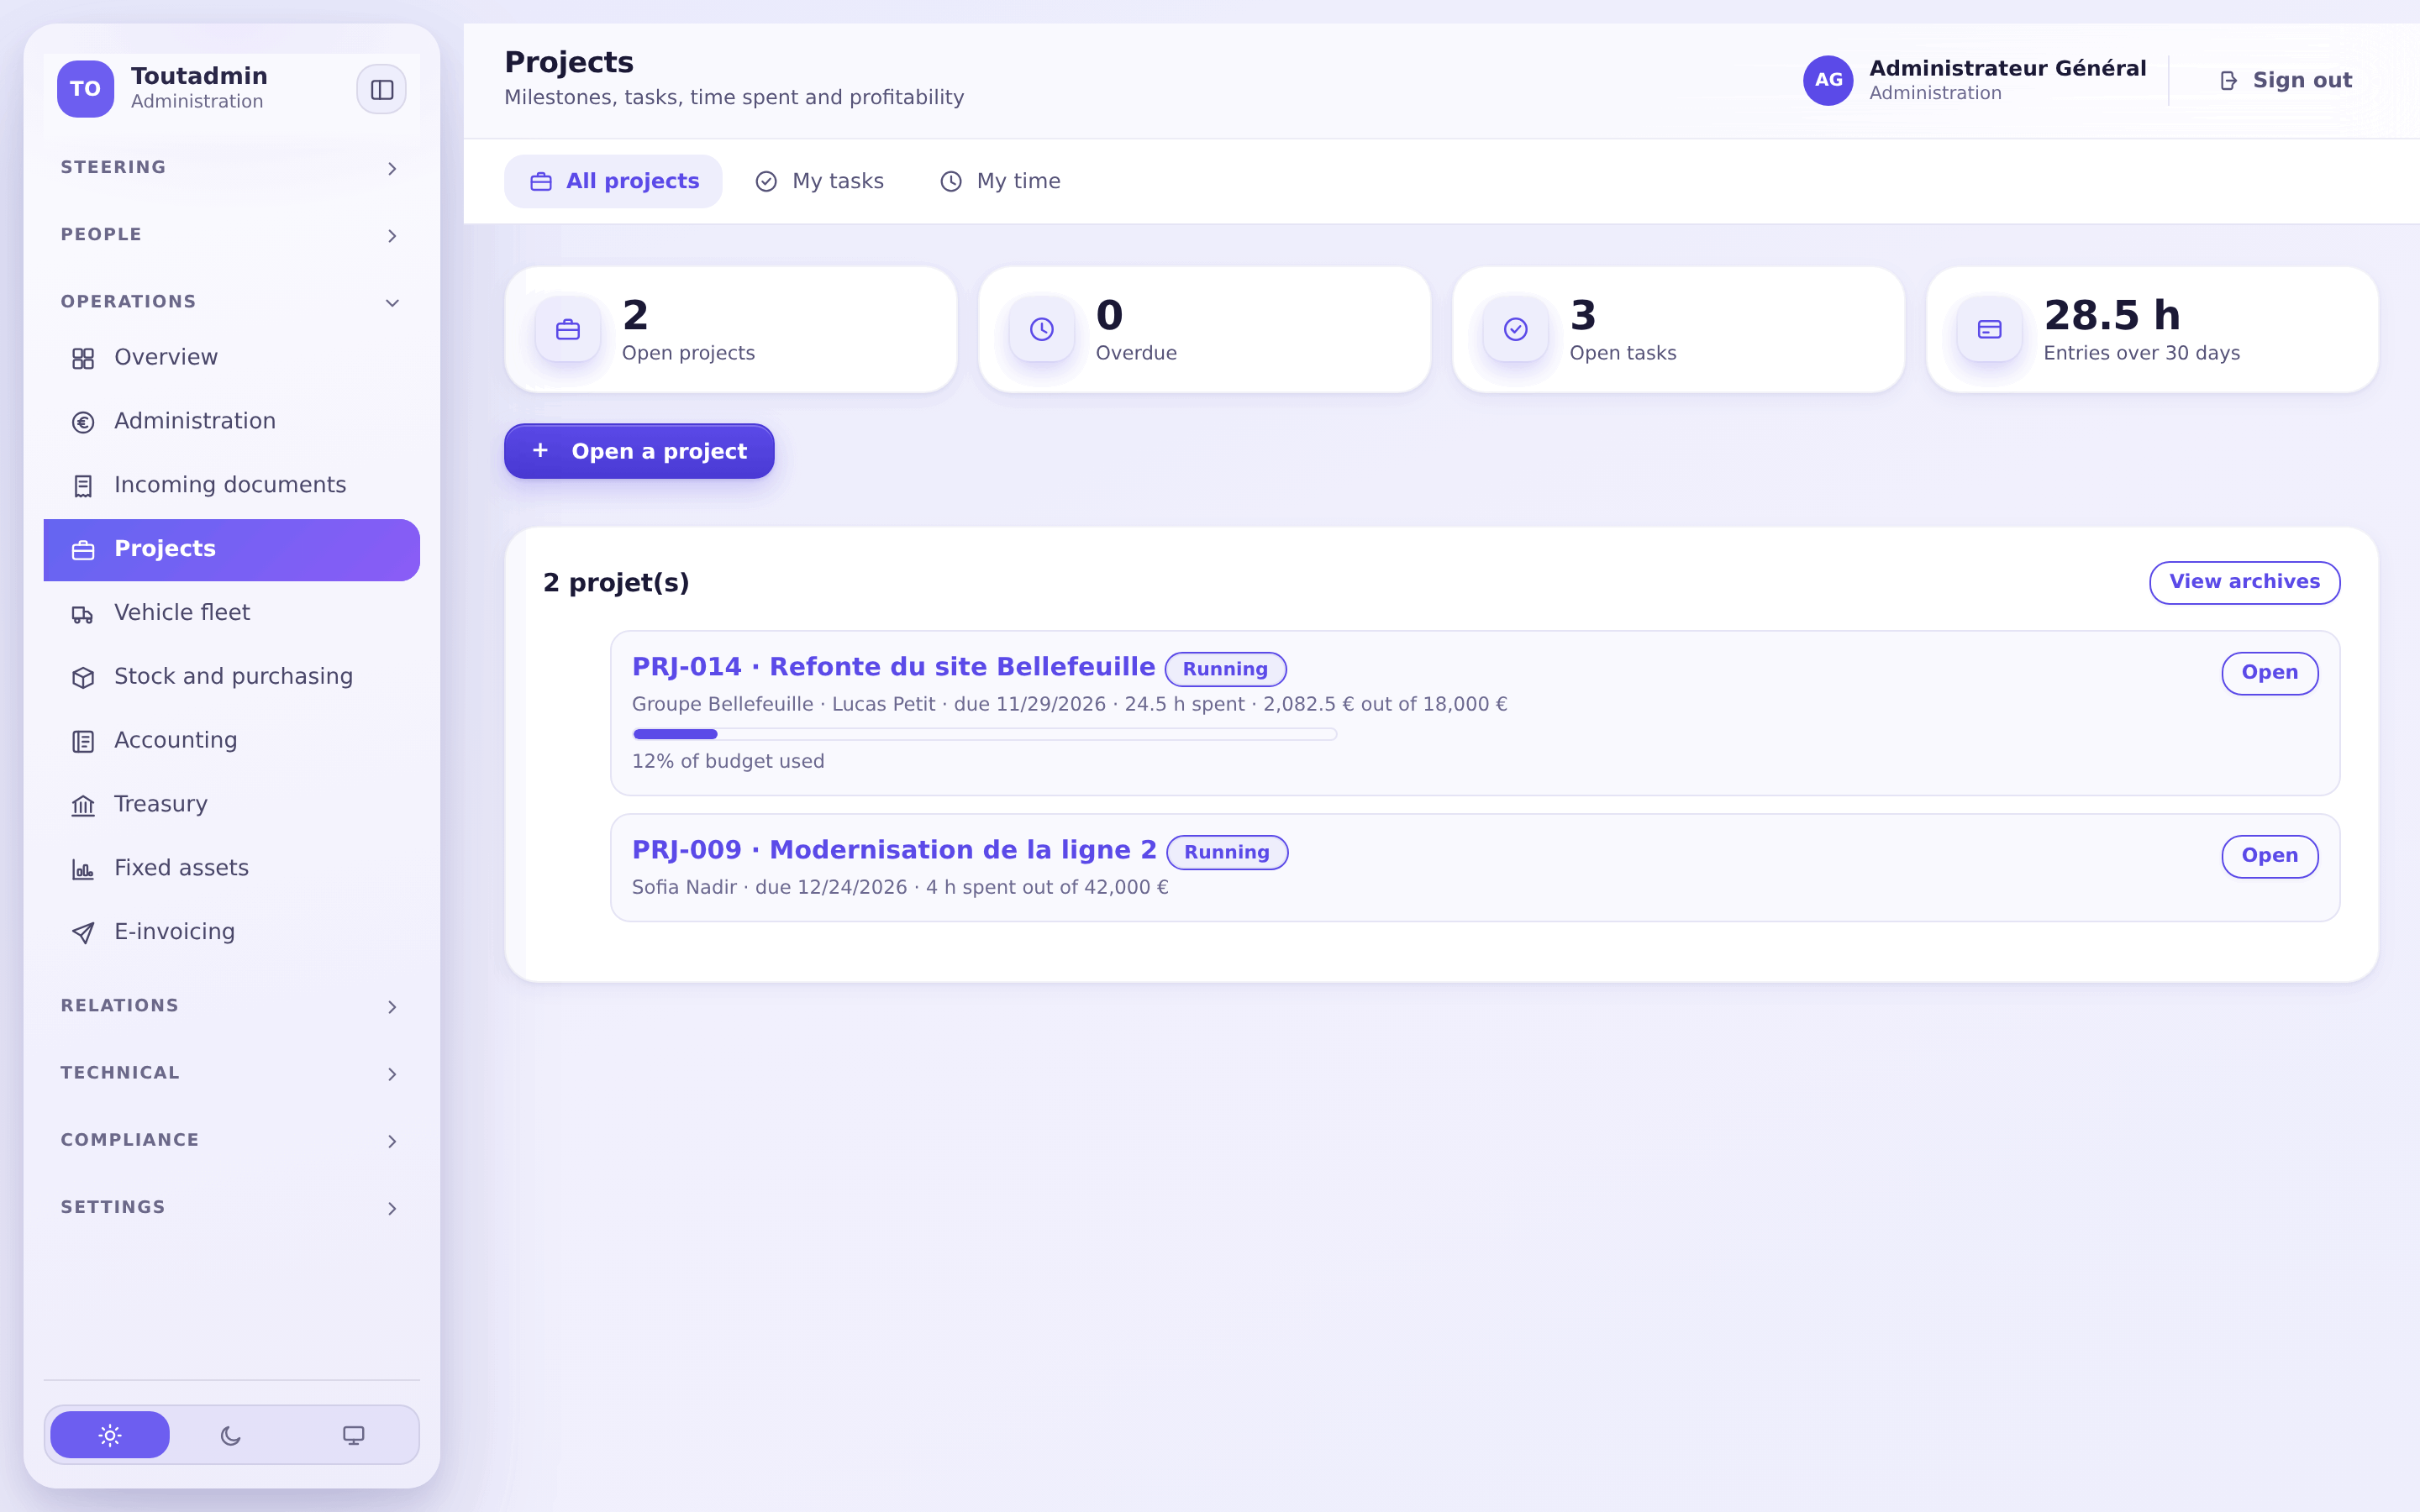 TO
Toutadmin
Administration
STEERING
PEOPLE
OPERATIONS
Overview
Administration
Incoming documents
Projects
Vehicle fleet
Stock and purchasing
Accounting
Treasury
Fixed assets
E-invoicing
RELATIONS
TECHNICAL
COMPLIANCE
SETTINGS
Projects
Milestones, tasks, time spent and profitability
AG
Administrateur Général
Administration
Sign out
All projects
My tasks
My time
2
Open projects
0
Overdue
3
Open tasks
28.5 h
Entries over 30 days
+ Open a project
2 projet(s)
View archives
PRJ-014 · Refonte du site Bellefeuille Running
Open
Groupe Bellefeuille · Lucas Petit · due 11/29/2026 · 24.5 h spent · 2,082.5 € out of 18,000 €
12% of budget used
PRJ-009 · Modernisation de la ligne 2 Running
Open
Sofia Nadir · due 12/24/2026 · 4 h spent out of 42,000 €